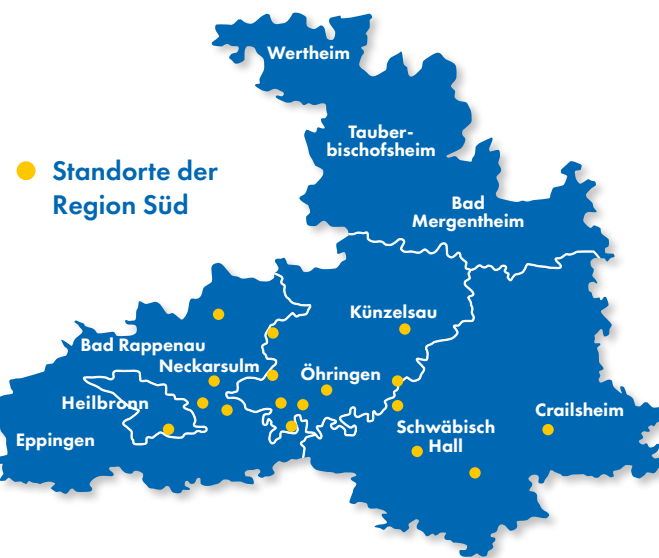 Wertheim
Tauber-
bischofsheim
Standorte der
Region Süd
Bad
Mergentheim
Künzelsau
Bad Rappenau
Neckarsulm
Öhringen
Heilbronn
Crailsheim
Schwäbisch
Hall
Eppingen